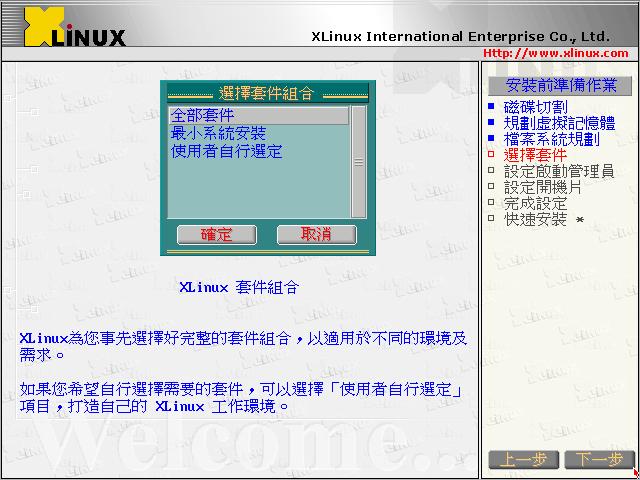 XLiNUX
XLinux International Enterprise Co., Ltd.
Http://www.xlinux.com
選擇套件組合
全部套件
最小系統安裝
使用者自行選定
確定
取消
XLinux 套件組合
XLinux為您事先選擇好完整的套件組合，以適用於不同的環境及
需求。
如果您希望自行選擇需要的套件，可以選擇「使用者自行選定」
項目，打造自己的 XLinux 工作環境。
Welcome...
安裝前準備作業
磁碟切割
規劃虛擬記憶體
檔案系統規劃
選擇套件
設定啟動管理員
設定開機片
完成設定
快速安裝 *
上一步
下一步